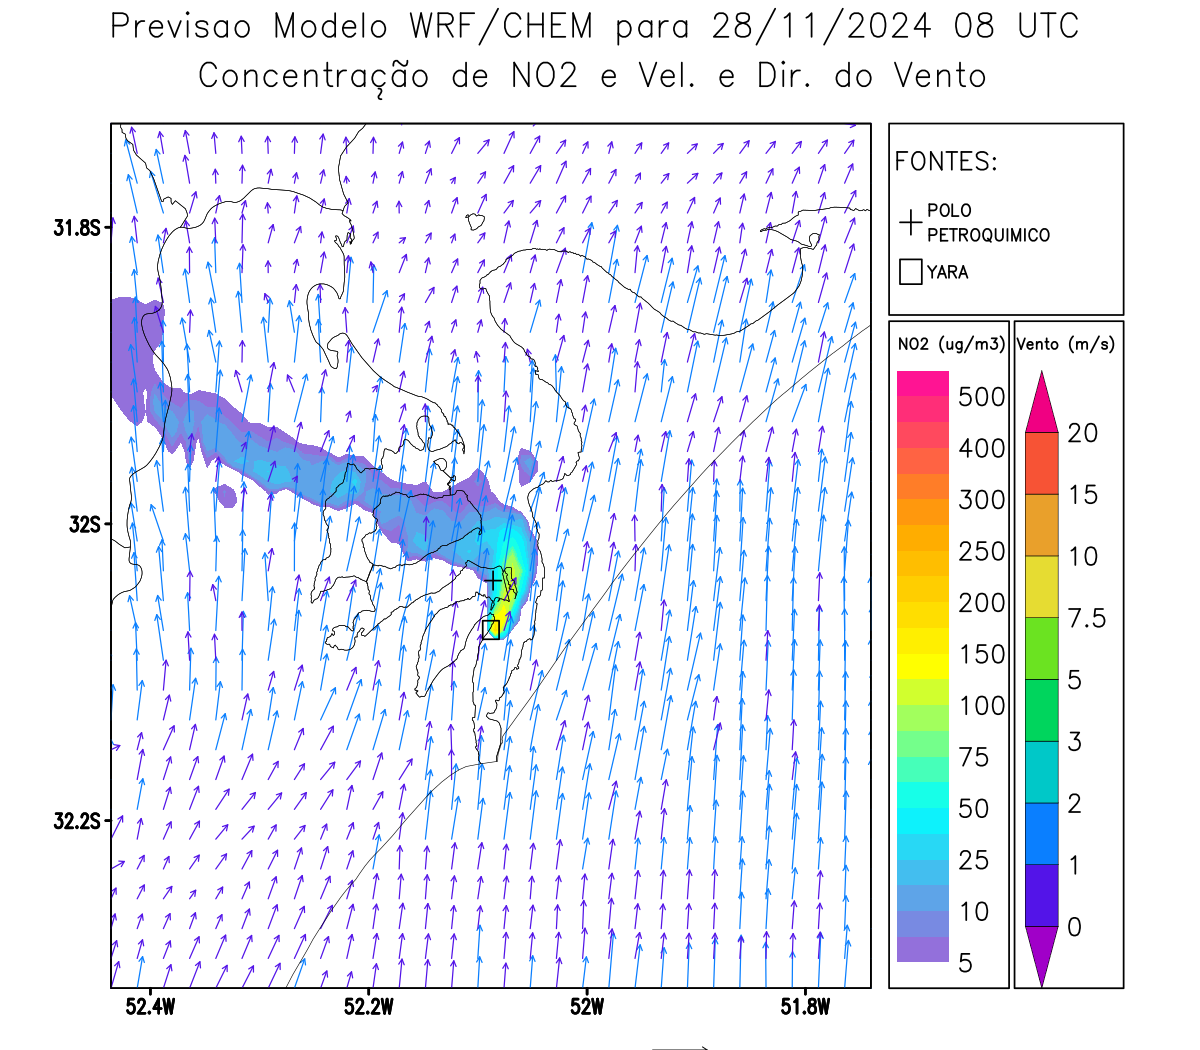 Previsao Modelo WRF/CHEM para 28/11/2024 08 UTC
Concentração de NO2 e Vel. e Dir. do Vento
FONTES:
POLO
PETROQUIMICO
YARA
NO2 (ug/m3)
500
400
300
250
200
150
100
75
50
25
10
5
Vento (m/s)
20
15
10
7.5
5
3
2
1
0
31.8S
32S
32.2S
52.4W
52.2W
52W
51.8W